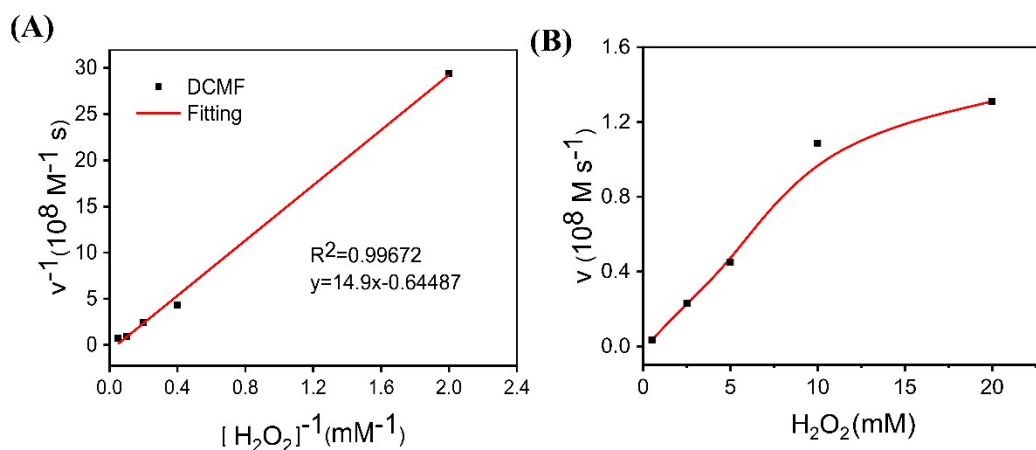 (A)
v⁻¹ (10⁸ M⁻¹ s)
30
25
20
15
10
5
0
DCMF
Fitting
R²=0.99672
y=14.9x-0.64487
0.0 0.4 0.8 1.2 1.6 2.0 2.4
[ H₂O₂]⁻¹(mM⁻¹)
(B)
v (10⁸ M s⁻¹)
1.6
1.2
0.8
0.4
0.0
0 5 10 15 20
H₂O₂(mM)